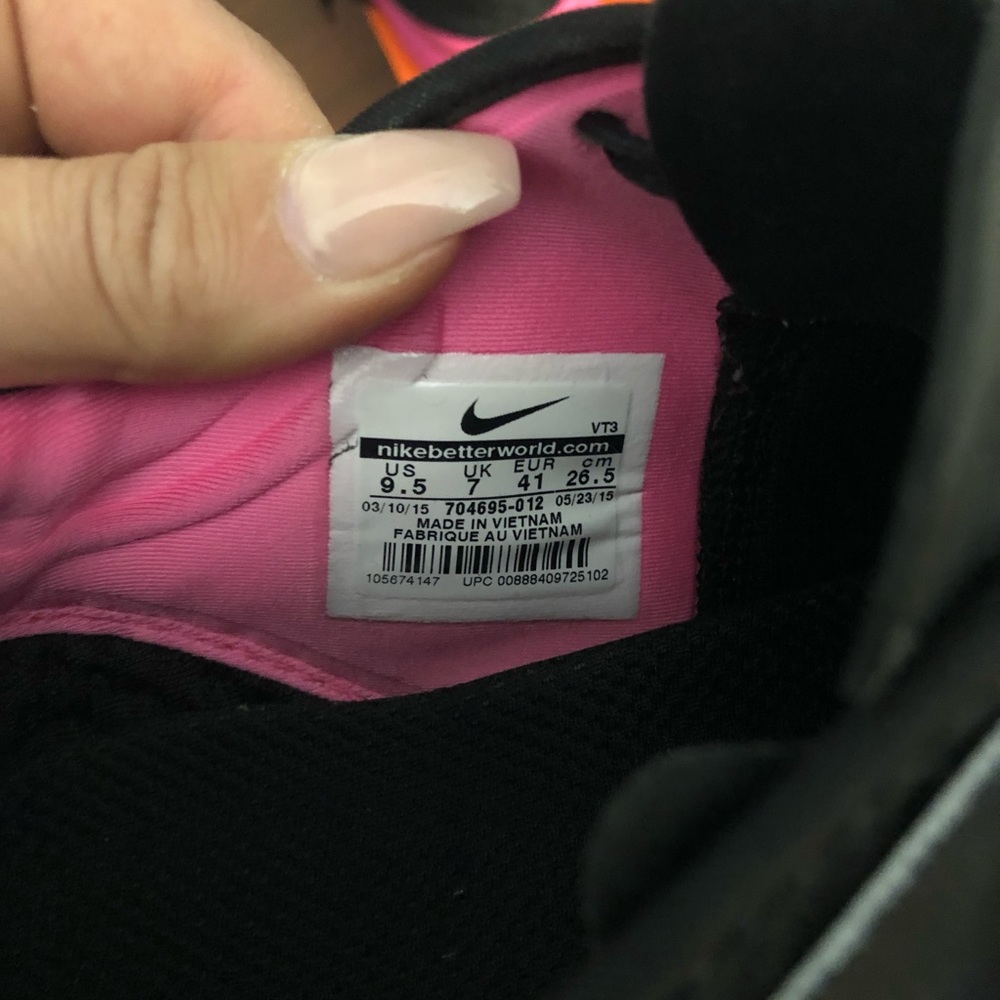 VT3
nikebetterworld.com
US UK EUR cm
9.5 7 41 26.5
03/10/15 704695-012 05/23/15
MADE IN VIETNAM
FABRIQUE AU VIETNAM
105674147 UPC 00888409725102